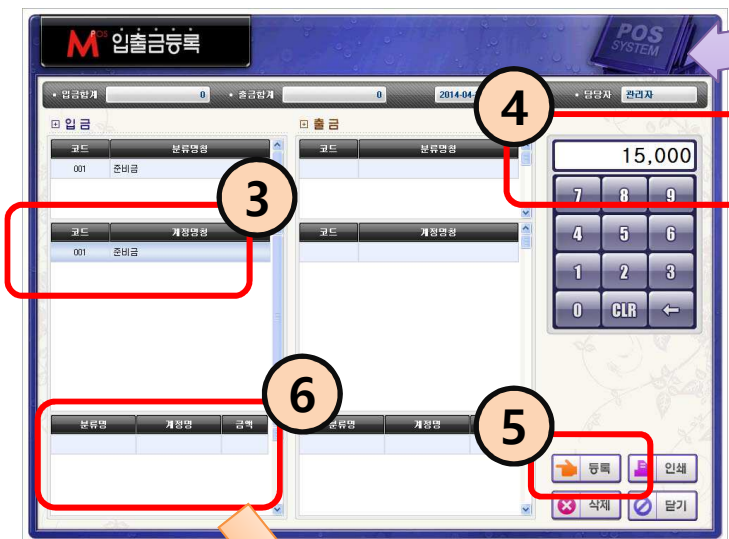 M POS 입출금등록
POS
SYSTEM
• 입금합계 0 • 출금합계 0 2014-04- • 담당자 관리자
4
입 금 출 금
코드 분류명칭 코드 분류명칭
15,000
001 준비금
3
7 8 9
코드 계정명칭 코드 계정명칭
4 5 6
001 준비금
1 2 3
0 CLR ←
6
5
분류명 계정명 금액 분류명 계정명
등록 인쇄
삭제 닫기